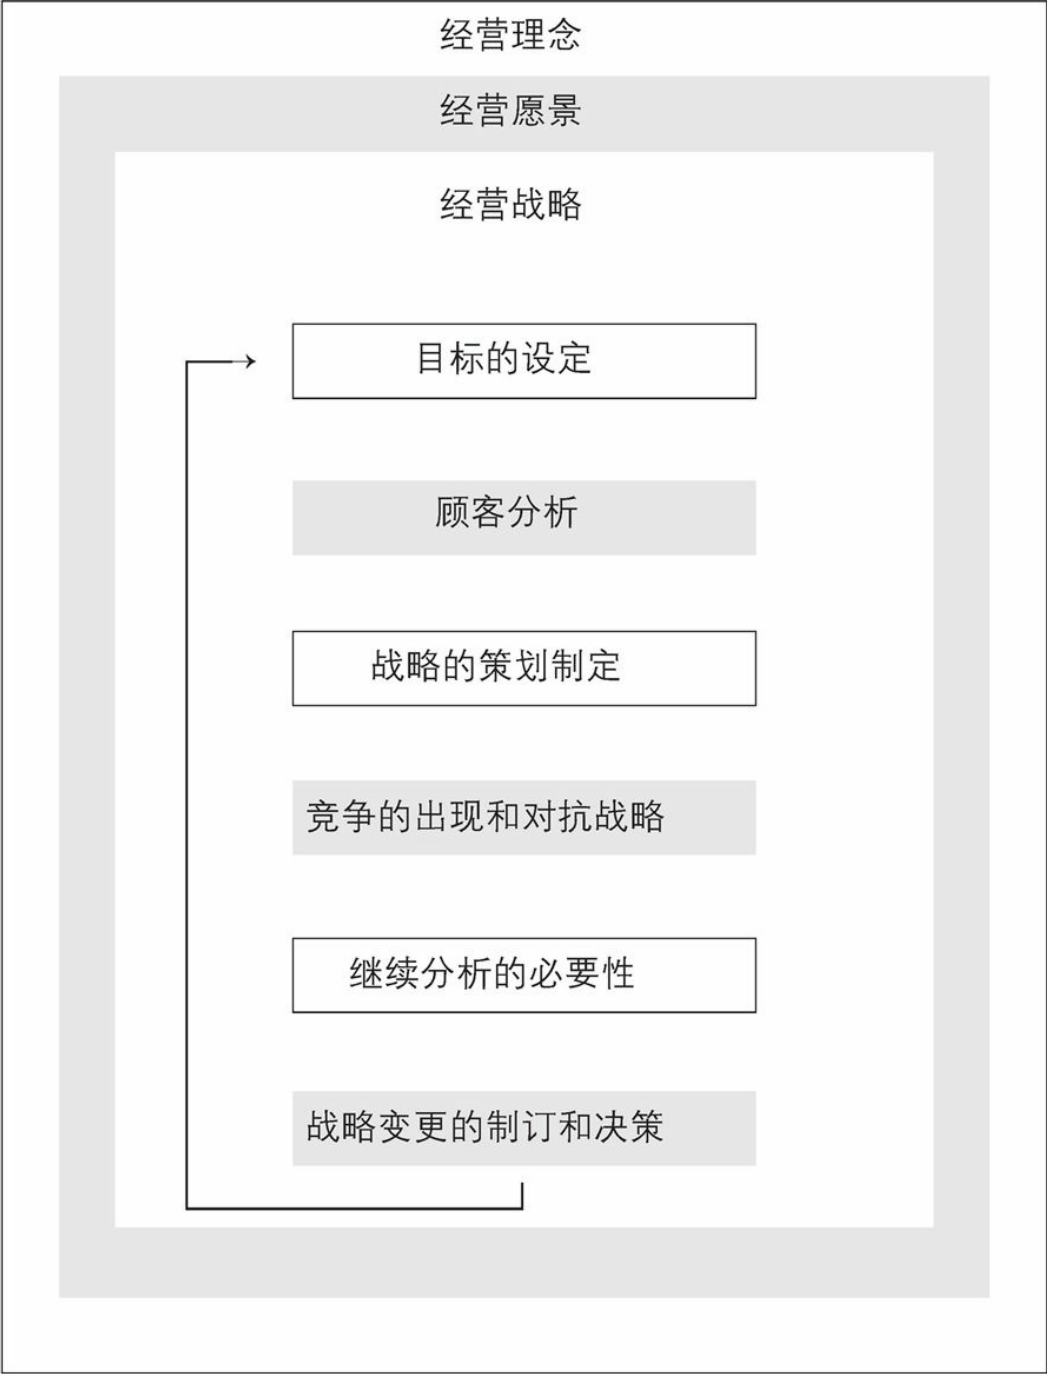 经营理念
经营愿景
经营战略
目标的设定
顾客分析
战略的策划制定
竞争的出现和对抗战略
继续分析的必要性
战略变更的制订和决策